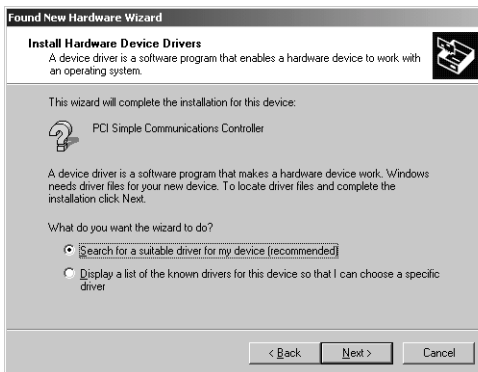 Found New Hardware Wizard
Install Hardware Device Drivers
A device driver is a software program that enables a hardware device to work with
an operating system.
This wizard will complete the installation for this device:
PCI Simple Communications Controller
A device driver is a software program that makes a hardware device work. Windows
needs driver files for your new device. To locate driver files and complete the
installation click Next.
What do you want the wizard to do?
Search for a suitable driver for my device (recommended)
Display a list of the known drivers for this device so that I can choose a specific
driver
< Back Next > Cancel